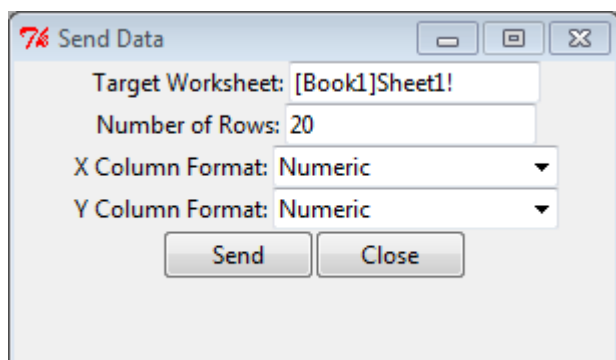 Send Data
Target Worksheet: [Book1]Sheet1!
Number of Rows: 20
X Column Format: Numeric
Y Column Format: Numeric
Send Close